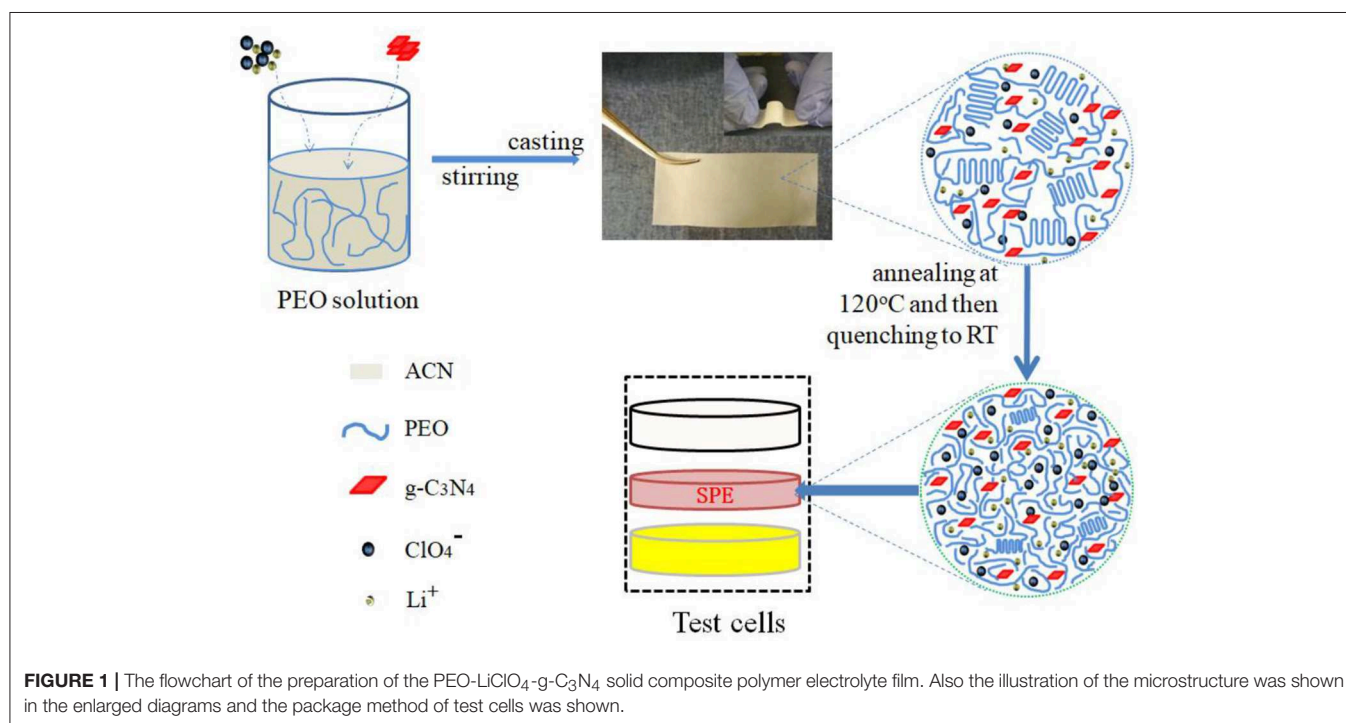 casting
stirring
PEO solution
annealing at
120°C and then
quenching to RT
ACN
PEO
g-C₃N₄
ClO₄⁻
Li⁺
SPE
Test cells
FIGURE 1 | The flowchart of the preparation of the PEO-LiClO₄-g-C₃N₄ solid composite polymer electrolyte film. Also the illustration of the microstructure was shown
in the enlarged diagrams and the package method of test cells was shown.